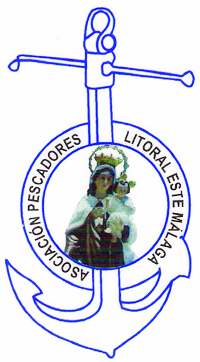 ASOCIACIÓN PESCADORES
LITORAL ESTE MÁLAGA